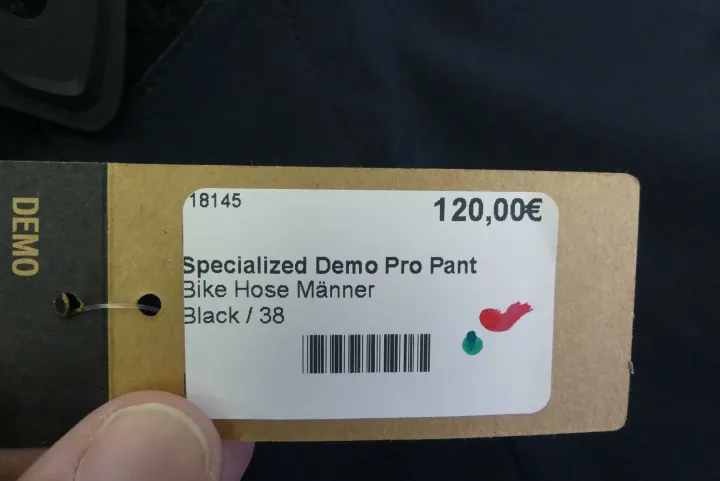 DEMO
18145
120,00€
Specialized Demo Pro Pant
Bike Hose Männer
Black / 38